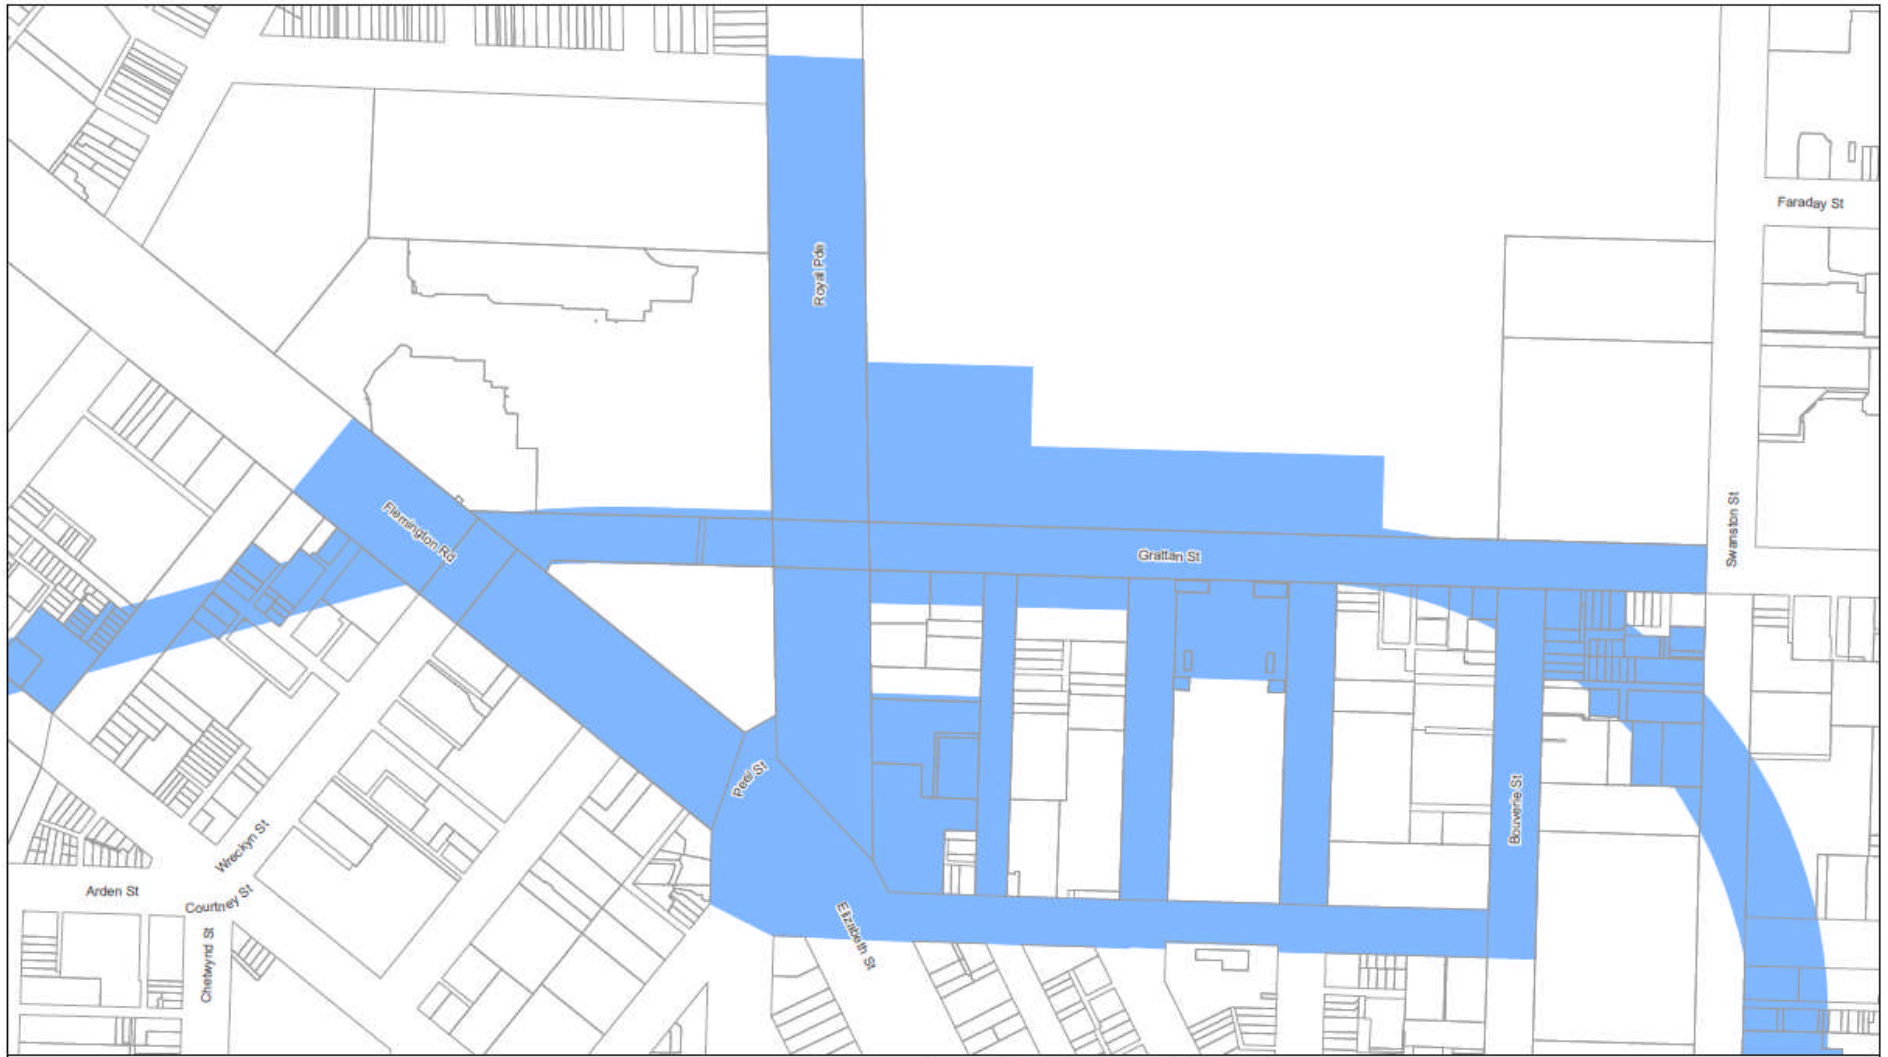 Faraday St
Royal Pde
Swanston St
Flemington Rd
Grattan St
Peel St
Bouverie St
Wreckyn St
Arden St
Courtney St
Elizabeth St
Chetwynd St